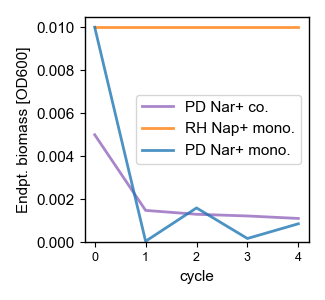 Endpt. biomass [OD600]
0.010
0.008
0.006
0.004
0.002
0.000
PD Nar+ co.
RH Nap+ mono.
PD Nar+ mono.
0 1 2 3 4
cycle